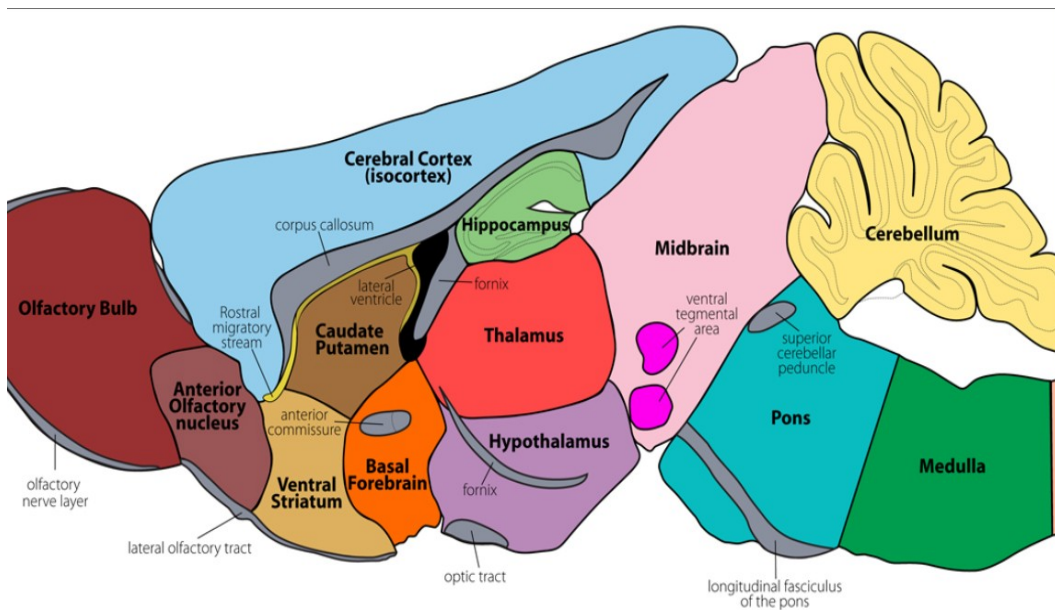 Cerebral Cortex
(isocortex)
corpus callosum
Hippocampus
Midbrain
Cerebellum
Olfactory Bulb
lateral
ventricle
fornix
Rostral
migratory
stream
Caudate
Putamen
Thalamus
ventral
tegmental
area
superior
cerebellar
peduncle
Anterior
Olfactory
nucleus
anterior
commissure
Hypothalamus
Pons
Basal
Forebrain
Ventral
Striatum
fornix
Medulla
olfactory
nerve layer
lateral olfactory tract
optic tract
longitudinal fasciculus
of the pons